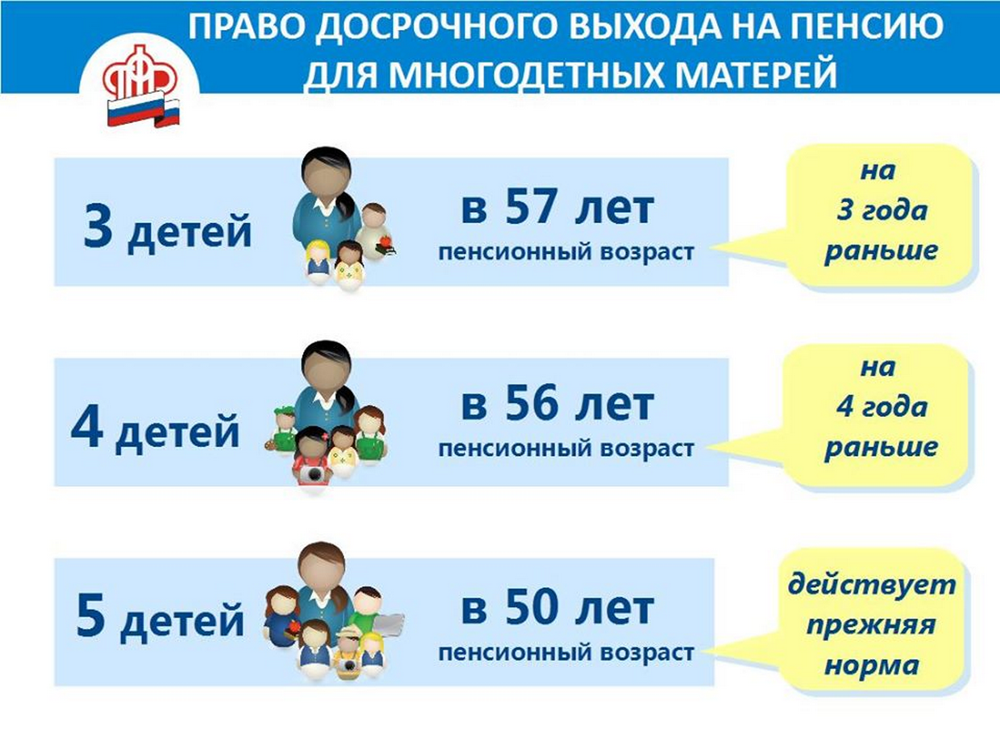 ПРАВО ДОСРОЧНОГО ВЫХОДА НА ПЕНСИЮ
ДЛЯ МНОГОДЕТНЫХ МАТЕРЕЙ
3 детей
в 57 лет
пенсионный возраст
на
3 года
раньше
4 детей
в 56 лет
пенсионный возраст
на
4 года
раньше
5 детей
в 50 лет
пенсионный возраст
действует
прежняя
норма